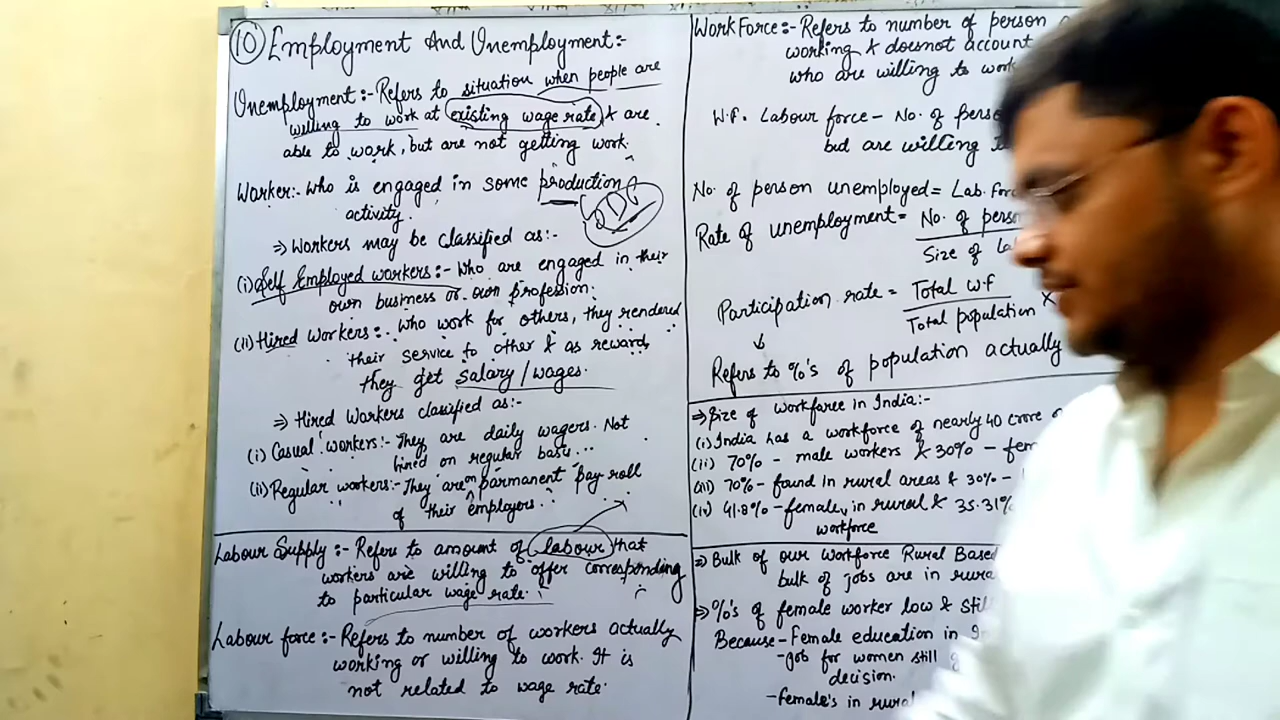 (10) Employment And Unemployment:-
Unemployment:- Refers to situation when people are
willing to work at existing wage rate & are
able to work, but are not getting work.
Worker:- who is engaged in some production
activity.
⇒ Workers may be classified as:-
(i) Self Employed workers:- who are engaged in their
own business or own profession.
(ii) Hired workers:- who work for others, they rendered
their service to other & as rewards
they get salary/wages.
⇒ Hired workers classified as:-
(i) Casual workers:- They are daily wagers. Not
hired on regular basis...
(ii) Regular workers:- They are on parmanent pay roll
of their employers.
Labour Supply:- Refers to amount of labour that
workers are willing to offer corresponding
to particular wage rate.
Labour force:- Refers to number of workers actually
working or willing to work. It is
not related to wage rate.
Work Force:- Refers to number of person
working & doesnot account
who are willing to work
W.F. Labour force - No. of perso
but are willing
No. of person unemployed = Lab. For
Rate of unemployment = No. of perso
Size of La
Participation rate = Total w.f
Total population ×
Refers to %'s of population actually
⇒ Size of workforce in India:-
(i) India has a workforce of nearly 40 crore
(ii) 70% - male workers & 30% - fem
(iii) 70% - found in rural areas & 30% -
(iv) 41.8% - female, in rural & 35.31%
workforce
⇒ Bulk of our workforce Rural Based
bulk of jobs are in rura
⇒ %'s of female worker low & still
Because - Female education in
- job for women still
decision.
- females in rural